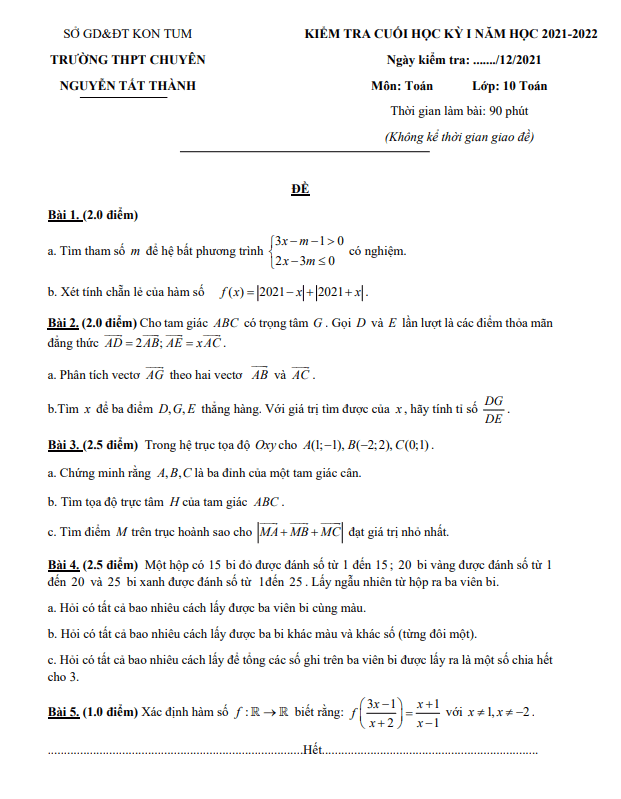 SỞ GD&ĐT KON TUM
TRƯỜNG THPT CHUYÊN
NGUYỄN TẤT THÀNH
KIỂM TRA CUỐI HỌC KỲ I NĂM HỌC 2021-2022
Ngày kiểm tra: ......./12/2021
Môn: Toán Lớp: 10 Toán
Thời gian làm bài: 90 phút
(Không kể thời gian giao đề)
ĐỀ
Bài 1. (2.0 điểm)
a. Tìm tham số m để hệ bất phương trình {3x − m − 1 > 0; 2x − 3m ≤ 0 có nghiệm.
b. Xét tính chẵn lẻ của hàm số f(x) = |2021 − x| + |2021 + x|.
Bài 2. (2.0 điểm) Cho tam giác ABC có trọng tâm G . Gọi D và E lần lượt là các điểm thỏa mãn
đẳng thức \overrightarrow{AD} = 2\overrightarrow{AB}; \overrightarrow{AE} = x\overrightarrow{AC} .
a. Phân tích vectơ \overrightarrow{AG} theo hai vectơ \overrightarrow{AB} và \overrightarrow{AC} .
b.Tìm x để ba điểm D, G, E thẳng hàng. Với giá trị tìm được của x , hãy tính tỉ số \frac{DG}{DE} .
Bài 3. (2.5 điểm) Trong hệ trục tọa độ Oxy cho A(1;−1), B(−2;2), C(0;1) .
a. Chứng minh rằng A, B, C là ba đỉnh của một tam giác cân.
b. Tìm tọa độ trực tâm H của tam giác ABC .
c. Tìm điểm M trên trục hoành sao cho |\overrightarrow{MA} + \overrightarrow{MB} + \overrightarrow{MC}| đạt giá trị nhỏ nhất.
Bài 4. (2.5 điểm) Một hộp có 15 bi đỏ được đánh số từ 1 đến 15 ; 20 bi vàng được đánh số từ 1
đến 20 và 25 bi xanh được đánh số từ 1đến 25 . Lấy ngẫu nhiên từ hộp ra ba viên bi.
a. Hỏi có tất cả bao nhiêu cách lấy được ba viên bi cùng màu.
b. Hỏi có tất cả bao nhiêu cách lấy được ba bi khác màu và khác số (từng đôi một).
c. Hỏi có tất cả bao nhiêu cách lấy để tổng các số ghi trên ba viên bi được lấy ra là một số chia hết
cho 3.
Bài 5. (1.0 điểm) Xác định hàm số f : ℝ → ℝ biết rằng: f\left(\frac{3x−1}{x+2}\right) = \frac{x+1}{x−1} với x ≠ 1, x ≠ −2 .
...............................................................................Hết...................................................................